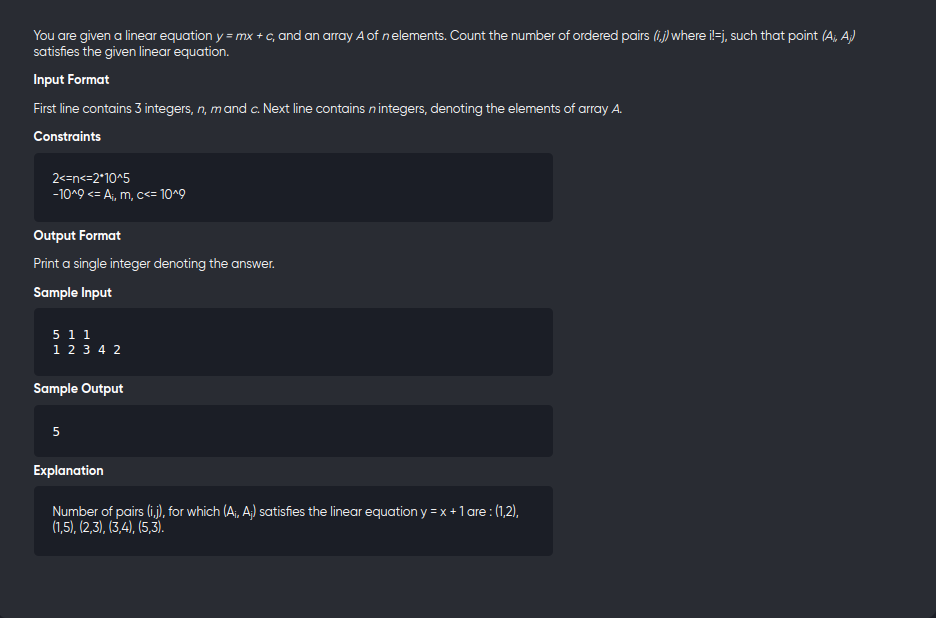 You are given a linear equation y = mx + c, and an array A of n elements. Count the number of ordered pairs (i,j) where i!=j, such that point (Ai, Aj)
satisfies the given linear equation.
Input Format
First line contains 3 integers, n, m and c. Next line contains n integers, denoting the elements of array A.
Constraints
2<=n<=2*10^5
-10^9 <= Ai, m, c<= 10^9
Output Format
Print a single integer denoting the answer.
Sample Input
5 1 1
1 2 3 4 2
Sample Output
5
Explanation
Number of pairs (i,j), for which (Ai, Aj) satisfies the linear equation y = x + 1 are : (1,2),
(1,5), (2,3), (3,4), (5,3).